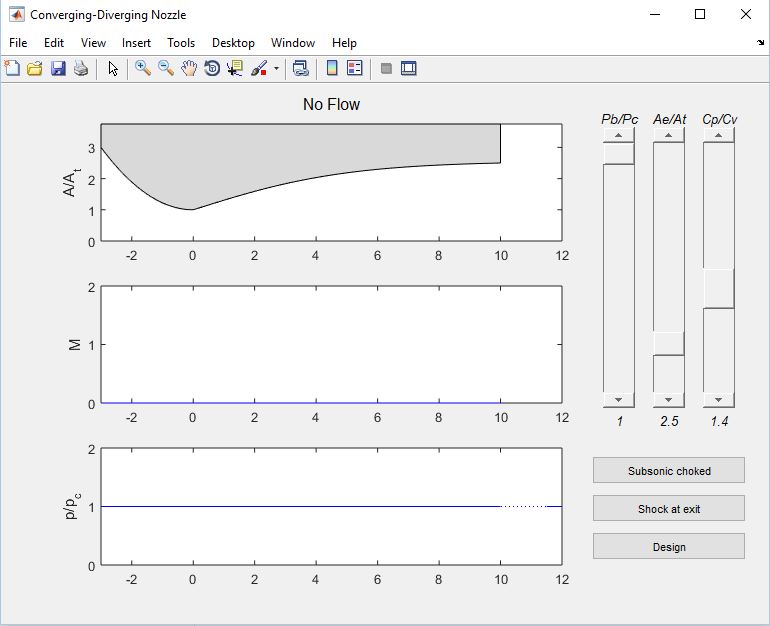 Converging-Diverging Nozzle
File Edit View Insert Tools Desktop Window Help
No Flow
Pb/Pc Ae/At Cp/Cv
A/At
3
2
1
0
-2 0 2 4 6 8 10 12
M
2
1
0
-2 0 2 4 6 8 10 12
1 2.5 1.4
p/pc
2
1
0
-2 0 2 4 6 8 10 12
Subsonic choked
Shock at exit
Design